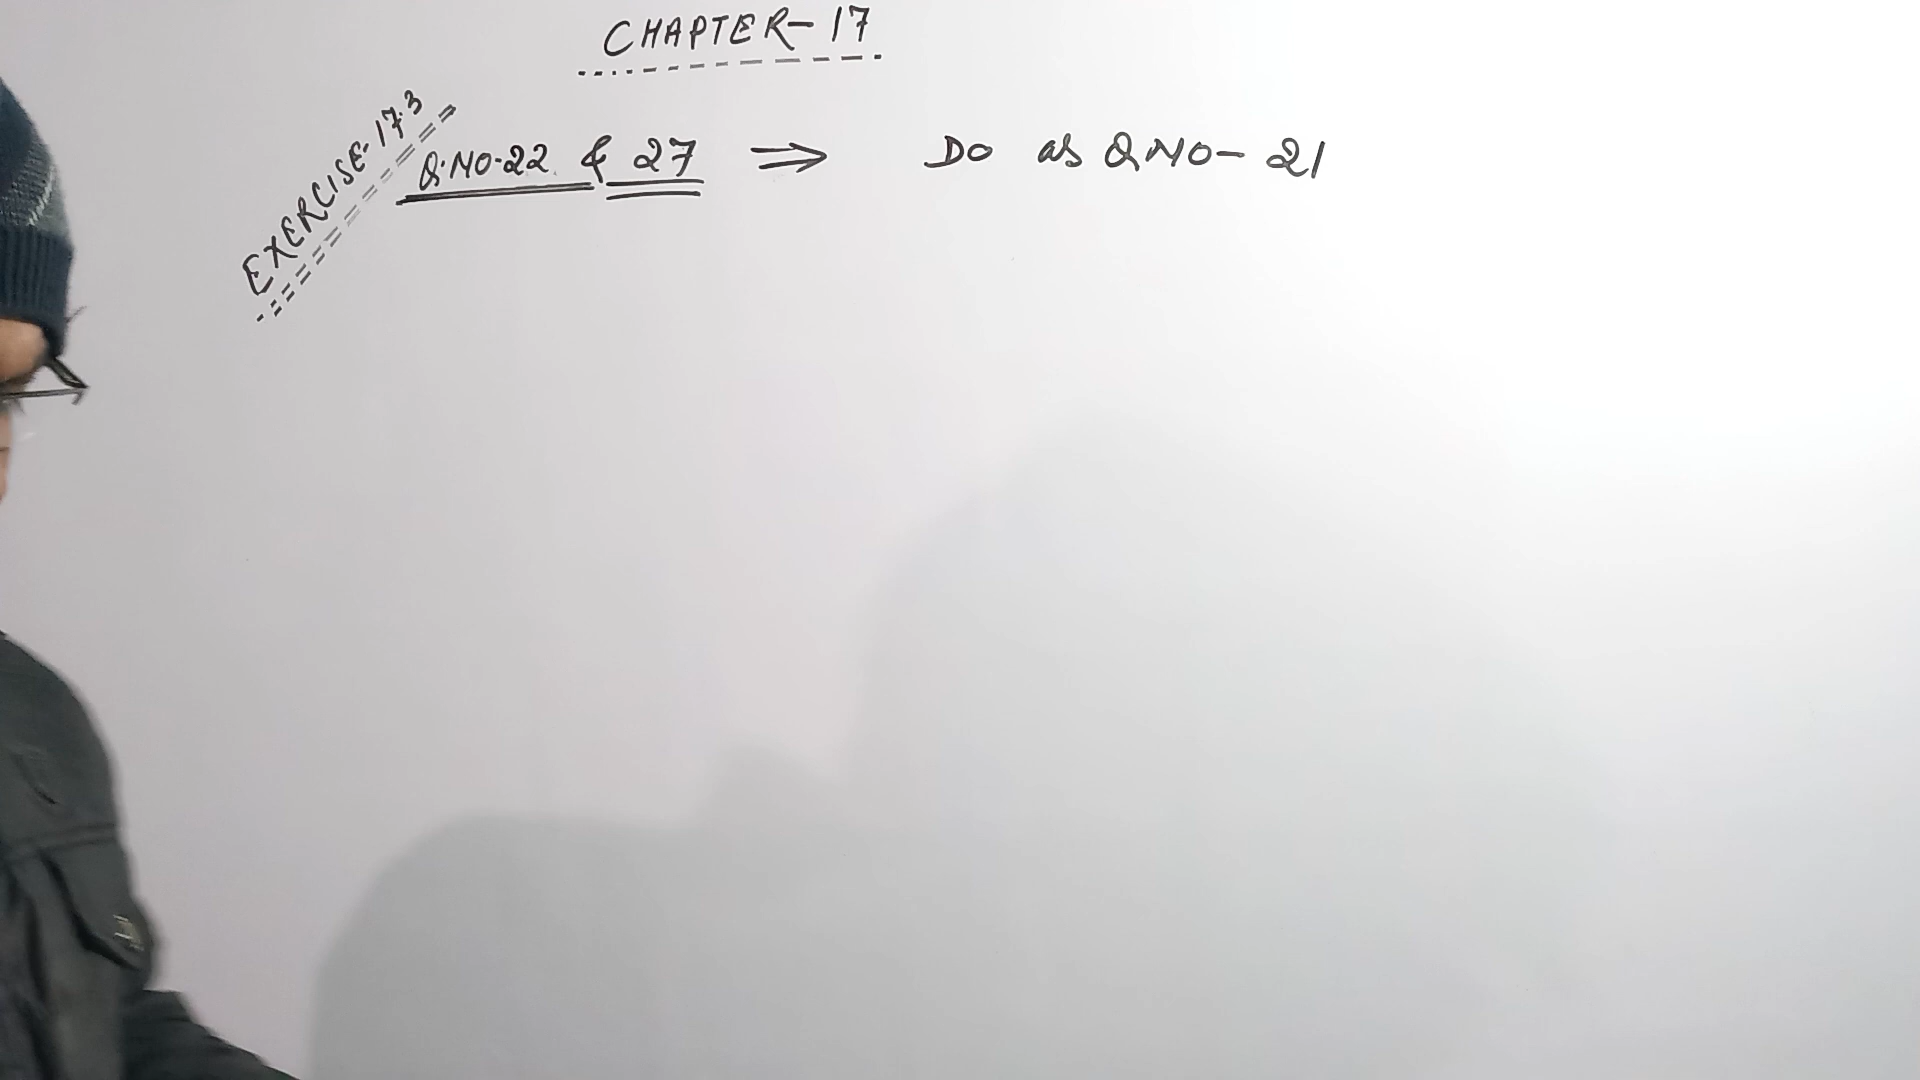 CHAPTER-17
EXERCISE-17.3
Q.NO-22 & 27 ⇒ DO as Q NO- 21